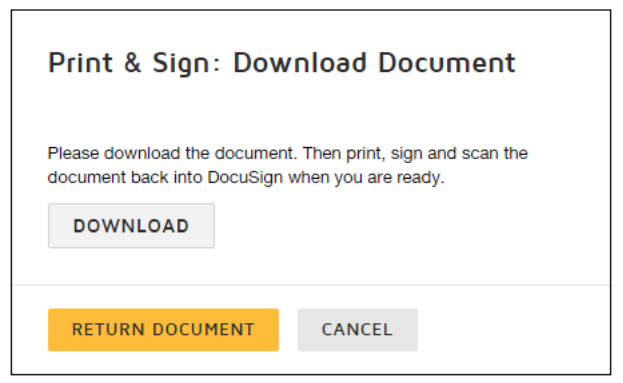 Print & Sign: Download Document
Please download the document. Then print, sign and scan the
document back into DocuSign when you are ready.
DOWNLOAD
RETURN DOCUMENT
CANCEL